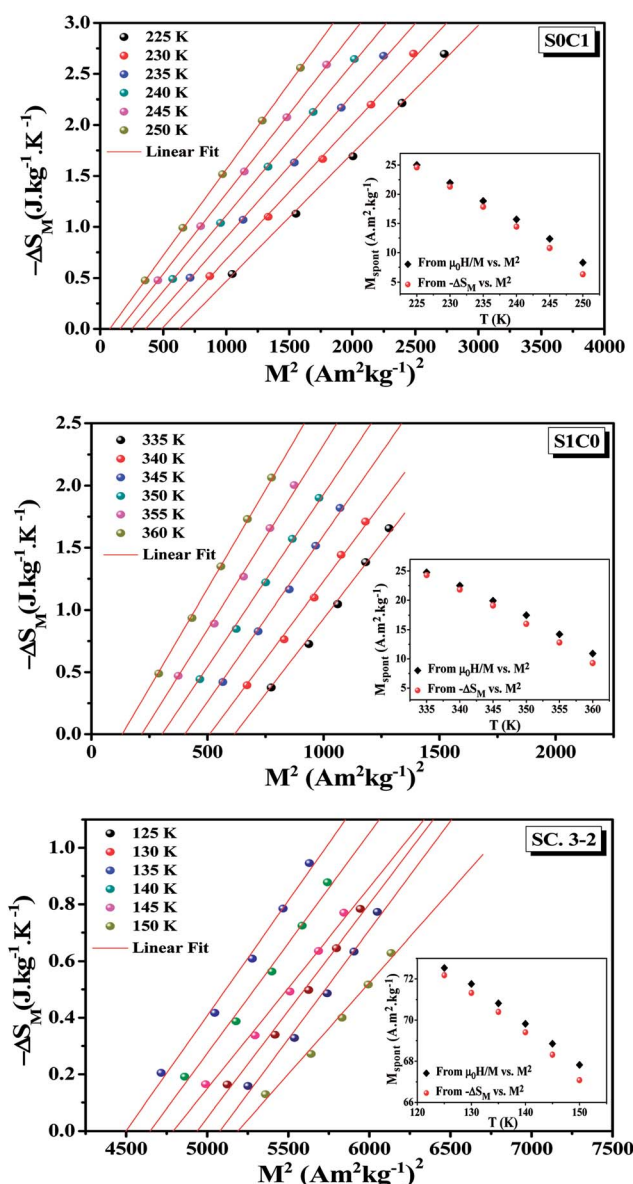 S0C1
225 K
230 K
235 K
240 K
245 K
250 K
Linear Fit
−ΔS_M(J.kg⁻¹.K⁻¹)
3.0
2.5
2.0
1.5
1.0
0.5
0.0
0 500 1000 1500 2000 2500 3000 3500 4000
M² (Am²kg⁻¹)²
M_spont (A.m².kg⁻¹)
25
20
15
10
5
From μ₀H/M vs. M²
From -ΔS_M vs. M²
225 230 235 240 245 250
T (K)
S1C0
335 K
340 K
345 K
350 K
355 K
360 K
Linear Fit
−ΔS_M(J.kg⁻¹.K⁻¹)
2.5
2.0
1.5
1.0
0.5
0.0
0 500 1000 1500 2000
M² (Am²kg⁻¹)²
M_spont (A.m².kg⁻¹)
25
20
15
10
5
From μ₀H/M vs. M²
From -ΔS_M vs. M²
335 340 345 350 355 360
T (K)
SC. 3-2
125 K
130 K
135 K
140 K
145 K
150 K
Linear Fit
−ΔS_M(J.kg⁻¹.K⁻¹)
1.0
0.8
0.6
0.4
0.2
0.0
4500 5000 5500 6000 6500 7000 7500
M² (Am²kg⁻¹)²
M_spont (A.m².kg⁻¹)
72
70
68
66
From μ₀H/M vs. M²
From -ΔS_M vs. M²
120 130 140 150
T (K)